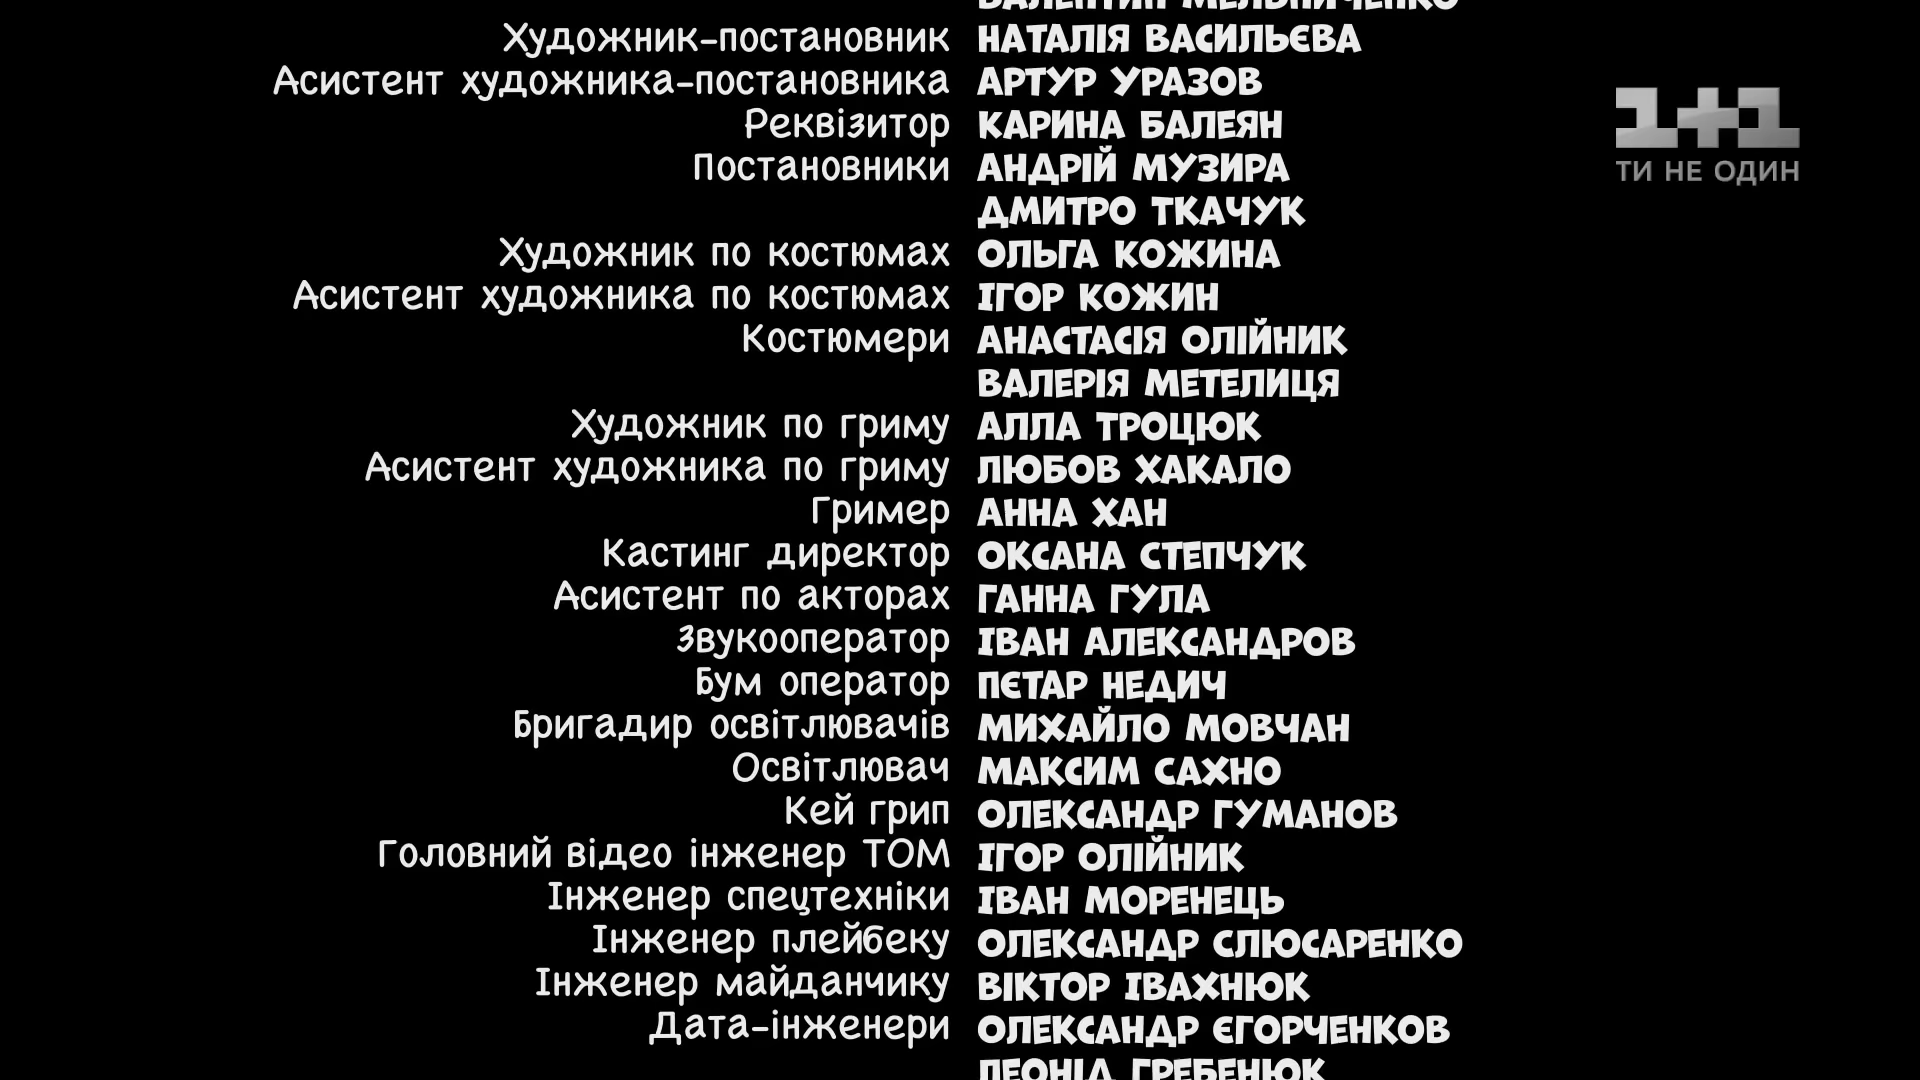 ВАЛЕНТИН МЕЛЬНИЧЕНКО
Художник-постановник НАТАЛІЯ ВАСИЛЬЄВА
Асистент художника-постановника АРТУР УРАЗОВ
Реквізитор КАРИНА БАЛЕЯН
Постановники АНДРІЙ МУЗИРА
ДМИТРО ТКАЧУК
Художник по костюмах ОЛЬГА КОЖИНА
Асистент художника по костюмах ІГОР КОЖИН
Костюмери АНАСТАСІЯ ОЛІЙНИК
ВАЛЕРІЯ МЕТЕЛИЦЯ
Художник по гриму АЛЛА ТРОЦЮК
Асистент художника по гриму ЛЮБОВ ХАКАЛО
Гример АННА ХАН
Кастинг директор ОКСАНА СТЕПЧУК
Асистент по акторах ГАННА ГУЛА
Звукооператор ІВАН АЛЕКСАНДРОВ
Бум оператор ПЄТАР НЕДИЧ
Бригадир освітлювачів МИХАЙЛО МОВЧАН
Освітлювач МАКСИМ САХНО
Кей грип ОЛЕКСАНДР ГУМАНОВ
Головний відео інженер ТОМ ІГОР ОЛІЙНИК
Інженер спецтехніки ІВАН МОРЕНЕЦЬ
Інженер плейбеку ОЛЕКСАНДР СЛЮСАРЕНКО
Інженер майданчику ВІКТОР ІВАХНЮК
Дата-інженери ОЛЕКСАНДР ЄГОРЧЕНКОВ
ЛЕОНІД ГРЕБЕНЮК
1+1
ТИ НЕ ОДИН